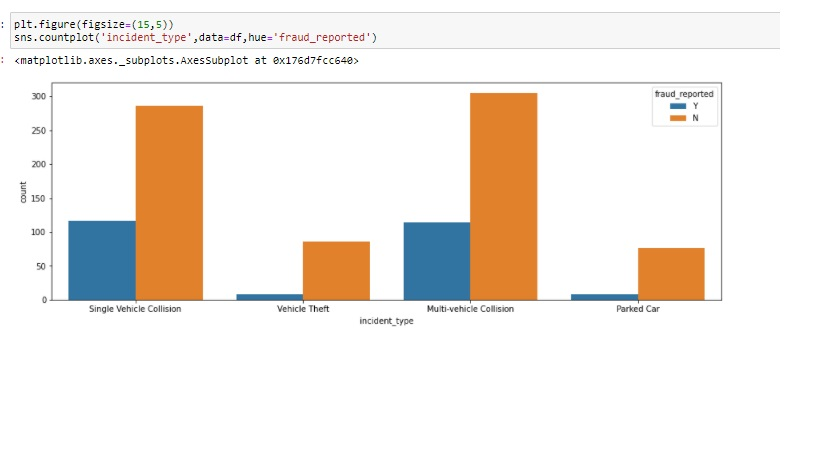 : plt.figure(figsize=(15,5))
sns.countplot('incident_type',data=df,hue='fraud_reported')
: <matplotlib.axes._subplots.AxesSubplot at 0x176d7fcc640>
fraud_reported
Y
N
300
250
200
150
100
50
0
count
Single Vehicle Collision Vehicle Theft Multi-vehicle Collision Parked Car
incident_type